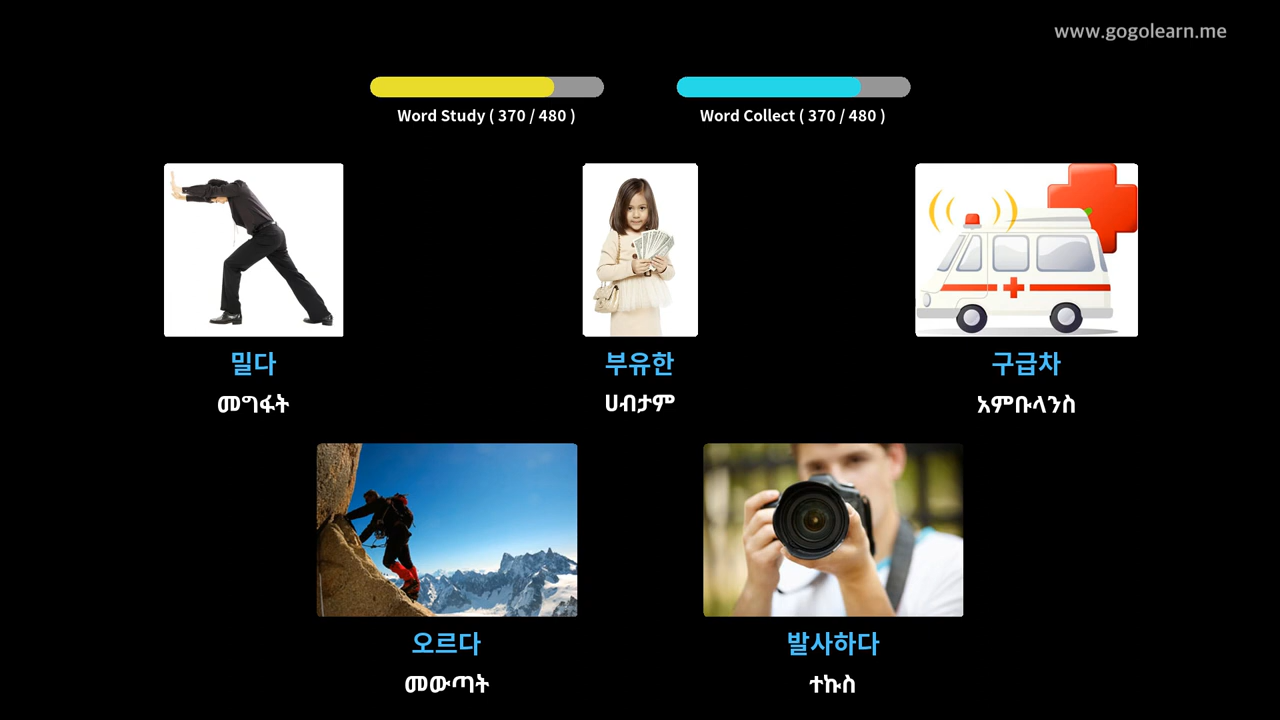 www.gogolearn.me
Word Study ( 370 / 480 )
Word Collect ( 370 / 480 )
밀다
መግፋት
부유한
ሀብታም
구급차
አምቡላንስ
오르다
መውጣት
발사하다
ተኩስ